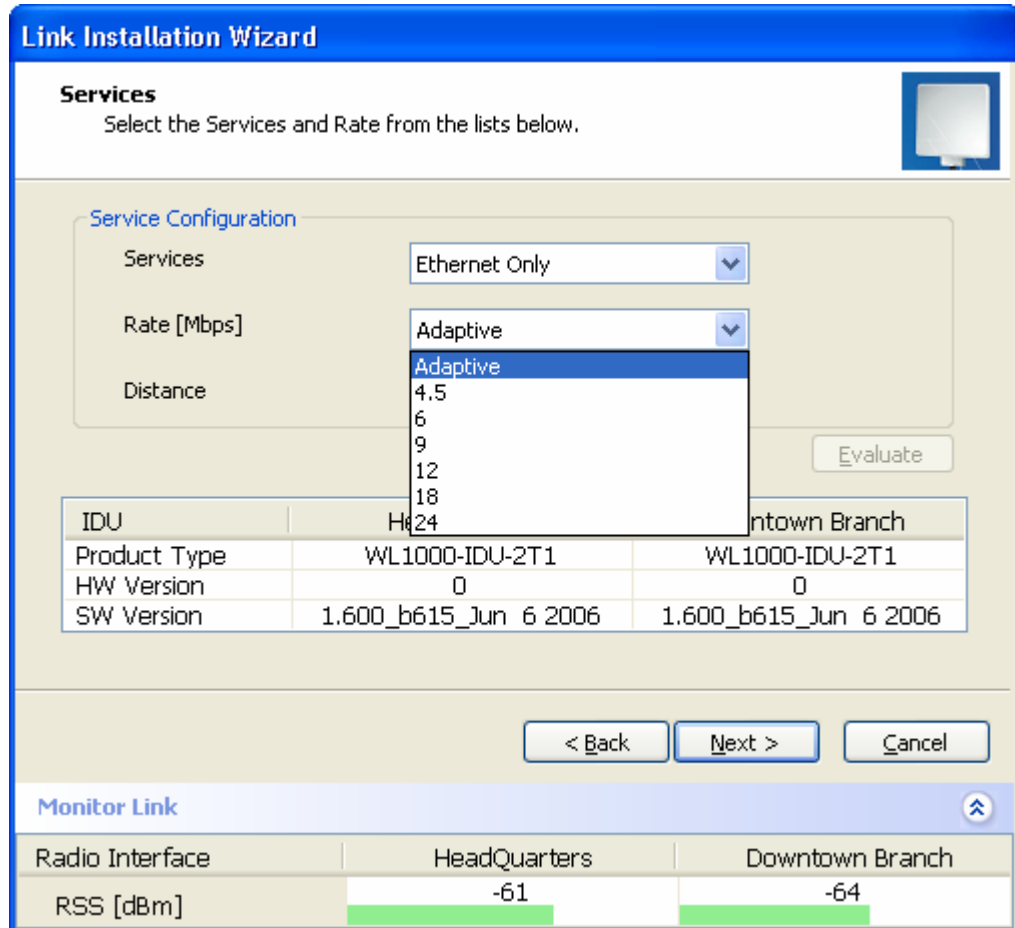 Link Installation Wizard
Services
Select the Services and Rate from the lists below.
Service Configuration
Services Ethernet Only
Rate [Mbps] Adaptive
Adaptive
Distance 4.5
6
9
Evaluate
12
18
24
IDU He ntown Branch
Product Type WL1000-IDU-2T1 WL1000-IDU-2T1
HW Version 0 0
SW Version 1.600_b615_Jun 6 2006 1.600_b615_Jun 6 2006
< Back Next > Cancel
Monitor Link
Radio Interface HeadQuarters Downtown Branch
RSS [dBm] -61 -64